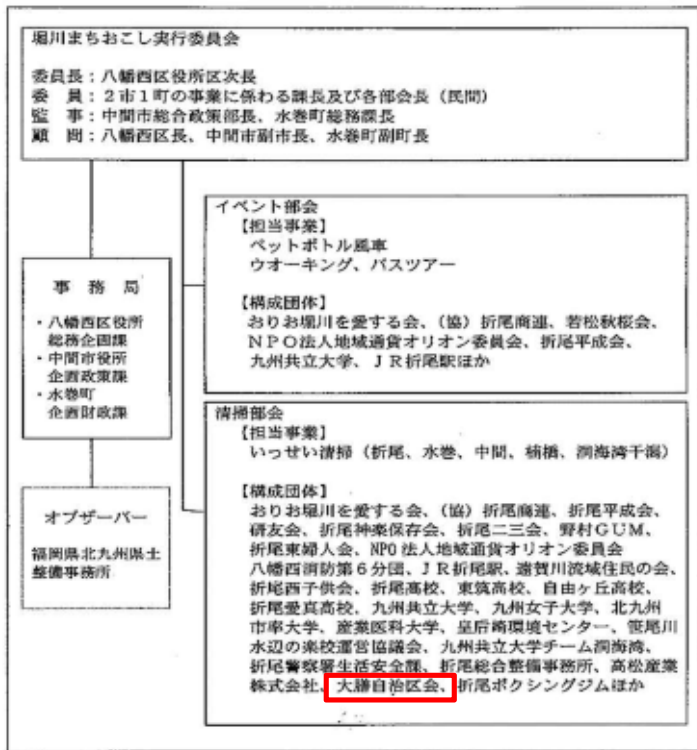 堀川まちおこし実行委員会
委員長：八幡西区役所区次長
委　員：２市１町の事業に係わる課長及び各部会長（民間）
監　事：中間市総合政策部長、水巻町総務課長
顧　問：八幡西区長、中間市副市長、水巻町副町長
事　務　局
・八幡西区役所
総務企画課
・中間市役所
企画政策課
・水巻町
企画財政課
オブザーバー
福岡県北九州県土
整備事務所
イベント部会
【担当事業】
ペットボトル風車
ウオーキング、バスツアー
【構成団体】
おりお堀川を愛する会、（協）折尾商連、若松秋桜会、
ＮＰＯ法人地域通貨オリオン委員会、折尾平成会、
九州共立大学、ＪＲ折尾駅ほか
清掃部会
【担当事業】
いっせい清掃（折尾、水巻、中間、楠橋、洞海湾干潟）
【構成団体】
おりお堀川を愛する会、（協）折尾商連、折尾平成会、
研友会、折尾神楽保存会、折尾二三会、野村ＧＵＭ、
折尾東婦人会、NPO法人地域通貨オリオン委員会
八幡西消防第６分団、ＪＲ折尾駅、遠賀川流域住民の会、
折尾西子供会、折尾高校、東筑高校、自由ヶ丘高校、
折尾愛真高校、九州共立大学、九州女子大学、北九州
市率大学、産業医科大学、皇后崎環境センター、笹尾川
水辺の楽校運営協議会、九州共立大学チーム洞海湾、
折尾警察署生活安全課、折尾総合整備事務所、高松産業
株式会社、大膳自治区会、折尾ボクシングジムほか